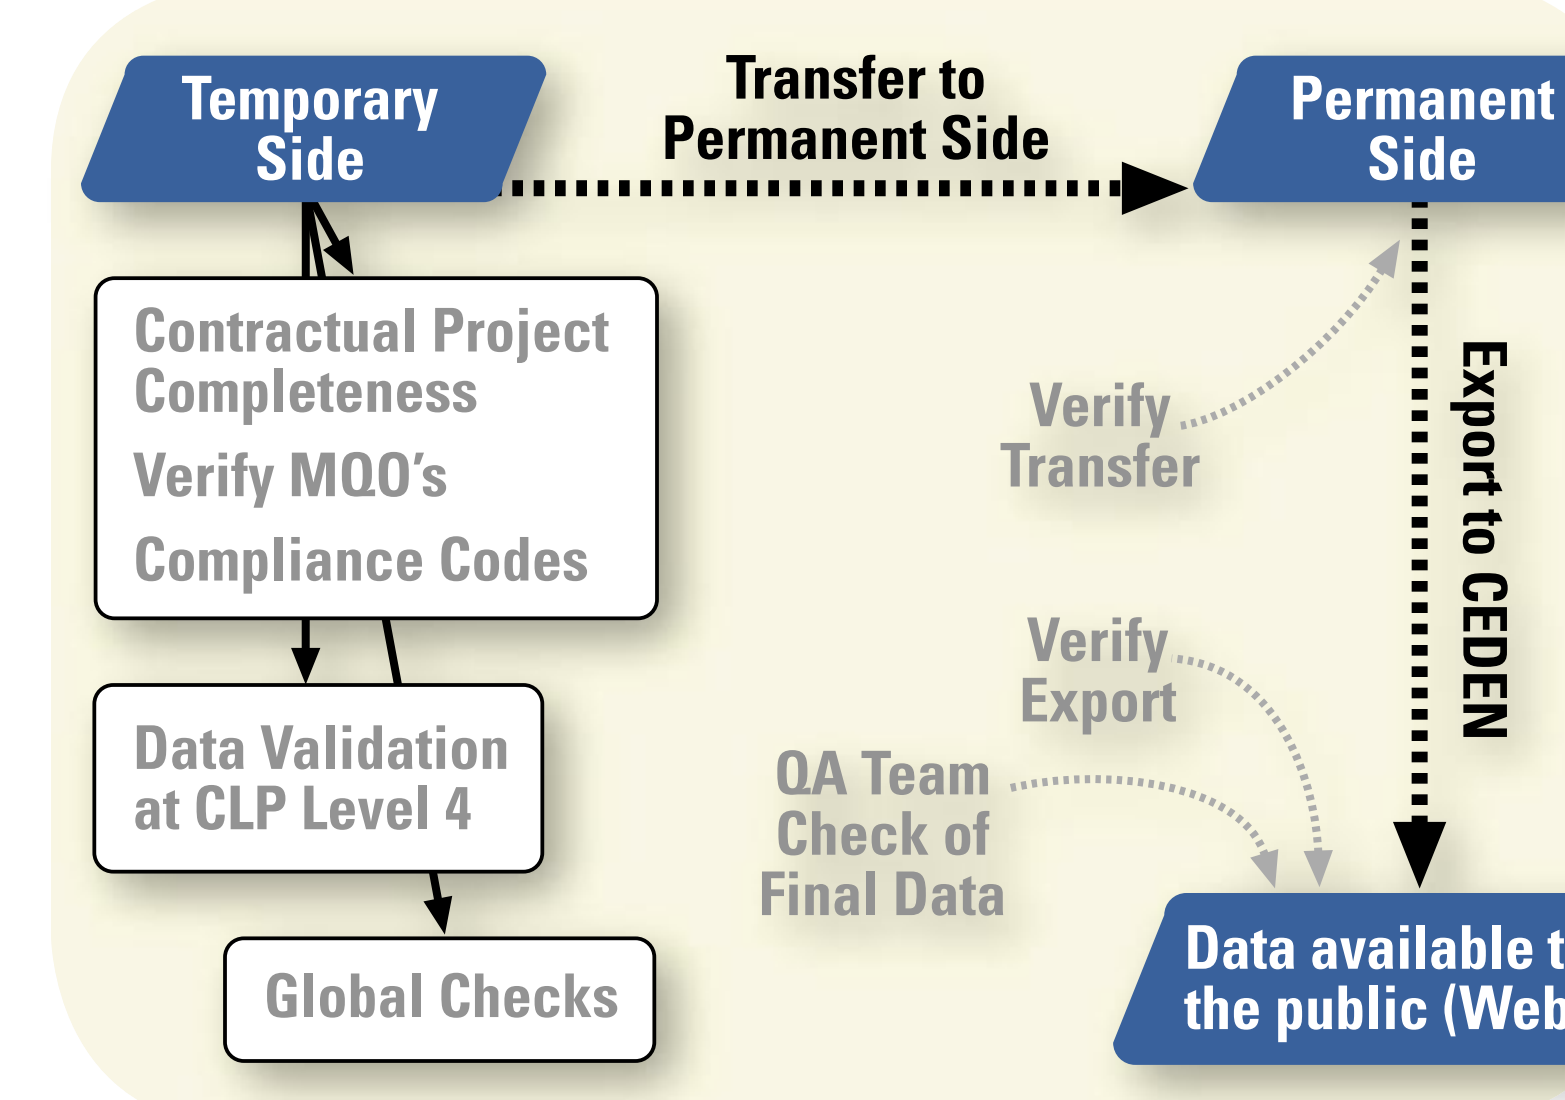 Temporary
Side
Transfer to
Permanent Side
Permanent
Side
Contractual Project
Completeness
Verify MQO's
Compliance Codes
Data Validation
at CLP Level 4
Global Checks
Verify
Transfer
Export to CEDEN
Verify
Export
QA Team
Check of
Final Data
Data available t
the public (Web